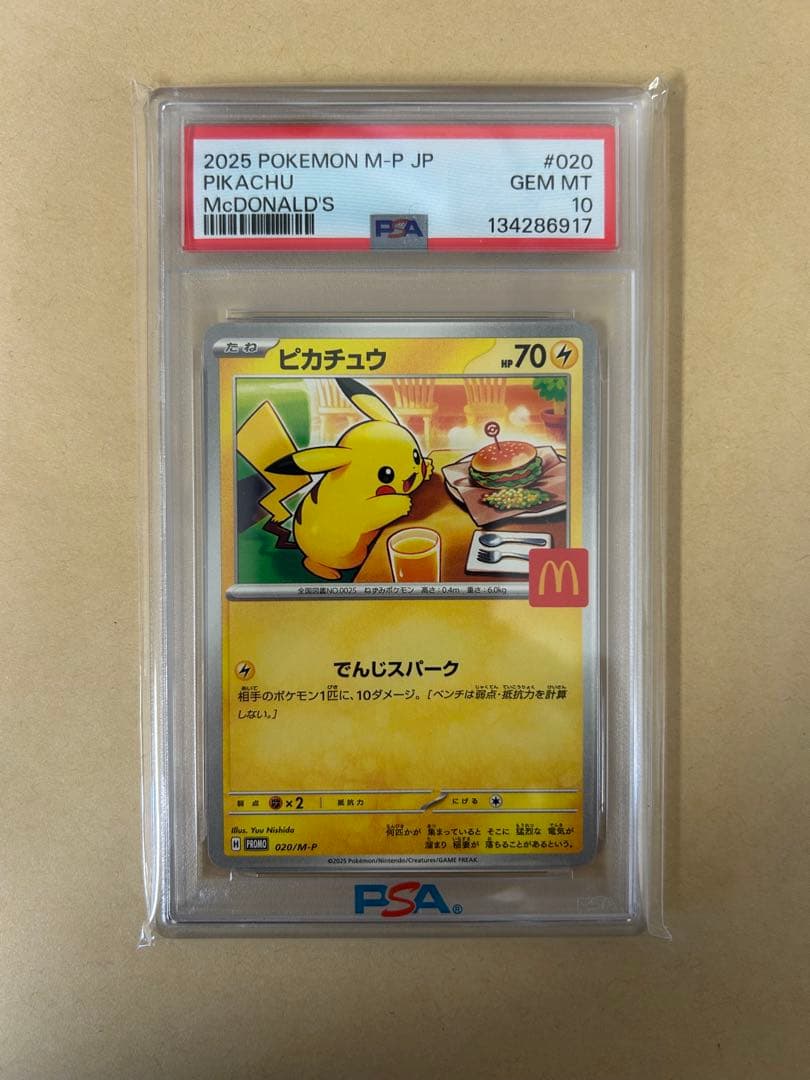 2025 POKEMON M-P JP #020
PIKACHU GEM MT
McDONALD'S 10
134286917
PSA
たね ピカチュウ HP 70
M
全国図鑑NO.0025 ねずみポケモン 高さ:0.4m 重さ:6.0kg
でんじスパーク
相手のポケモン1匹に、10ダメージ。[ベンチは弱点・抵抗力を計算
しない。]
弱点 ×2 抵抗力 にげる
Illus. Yuu Nishida
何匹かが 集まっていると そこに 猛烈な 電気が
溜まり 稲妻が 落ちることがあるという。
H PROMO 020/M-P
©2025 Pokémon/Nintendo/Creatures/GAME FREAK.
PSA®